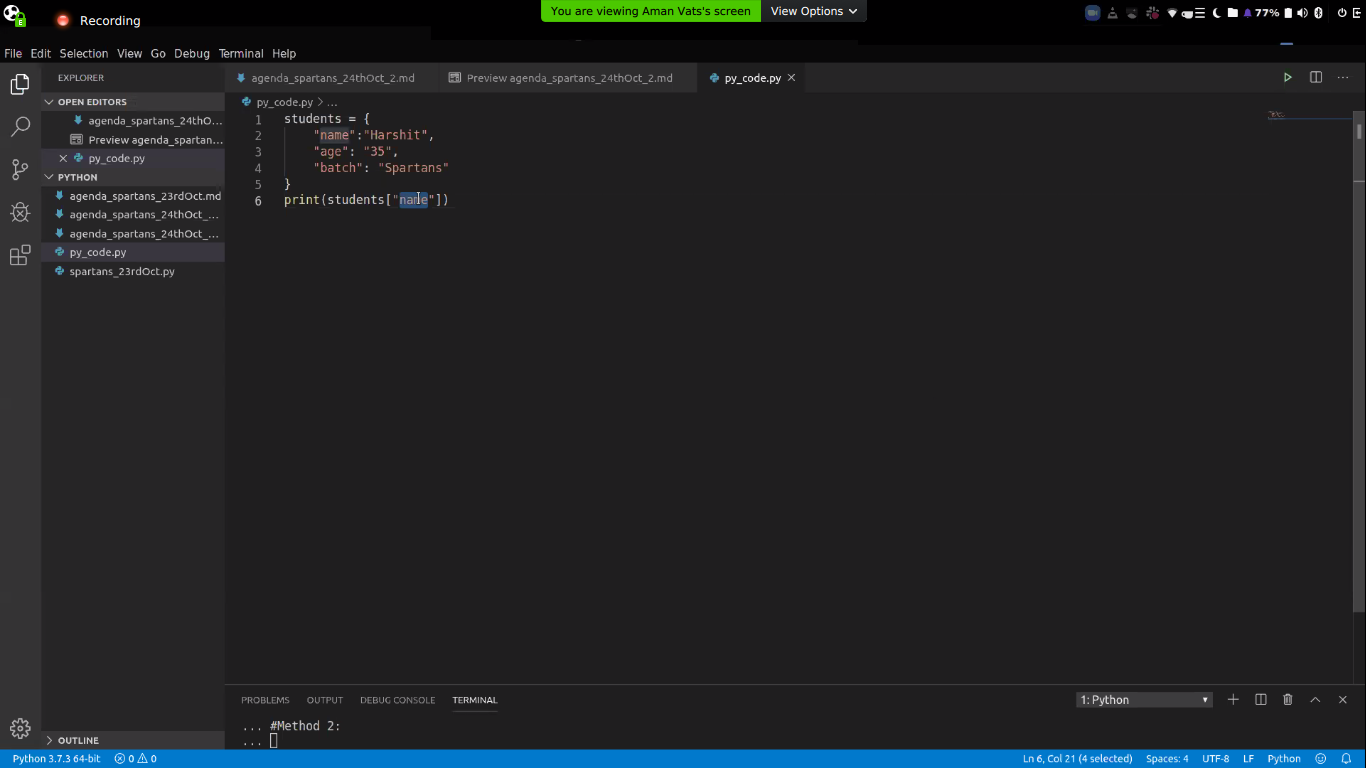 Recording
You are viewing Aman Vats's screen
View Options
77%
File Edit Selection View Go Debug Terminal Help
EXPLORER
agenda_spartans_24thOct_2.md
Preview agenda_spartans_24thOct_2.md
py_code.py
OPEN EDITORS
agenda_spartans_24thO...
Preview agenda_spartan...
py_code.py
PYTHON
agenda_spartans_23rdOct.md
agenda_spartans_24thOct_...
agenda_spartans_24thOct_...
py_code.py
spartans_23rdOct.py
OUTLINE
py_code.py > ...
1 students = {
2 "name":"Harshit",
3 "age": "35",
4 "batch": "Spartans"
5 }
6 print(students["name"])
PROBLEMS OUTPUT DEBUG CONSOLE TERMINAL
1: Python
... #Method 2:
...
Python 3.7.3 64-bit 0 0
Ln 6, Col 21 (4 selected) Spaces: 4 UTF-8 LF Python